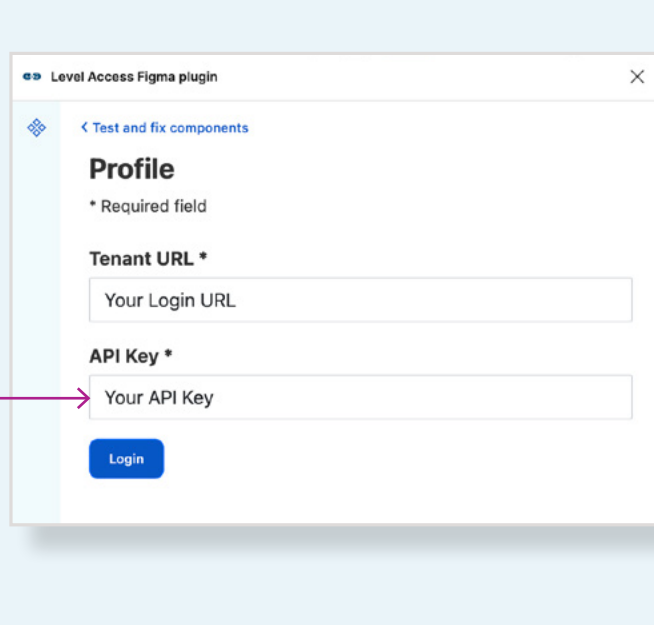 Level Access Figma plugin
Test and fix components
Profile
* Required field
Tenant URL *
Your Login URL
API Key *
Your API Key
Login